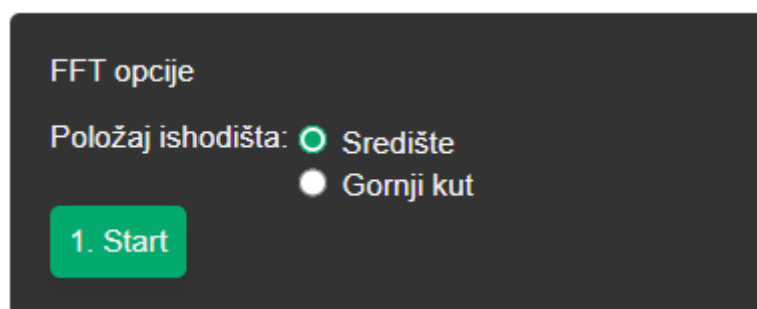 FFT opcije
Položaj ishodišta: Središte
Gornji kut
1. Start